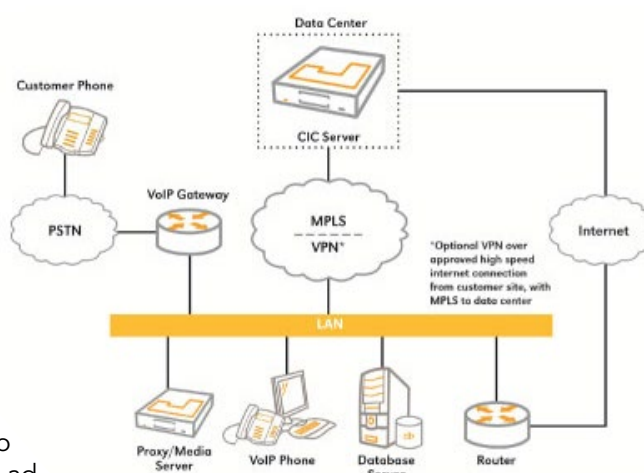 Data Center
Customer Phone
CIC Server
VoIP Gateway
PSTN
MPLS
VPN*
Internet
*Optional VPN over
approved high speed
internet connection
from customer site, with
MPLS to data center
LAN
Proxy/Media
Server
VoIP Phone
Database
Server
Router